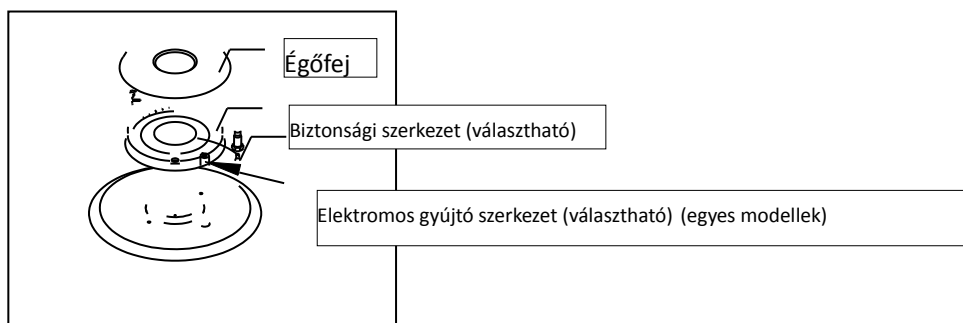 Égőfej
Biztonsági szerkezet (választható)
Elektromos gyújtó szerkezet (választható) (egyes modellek)